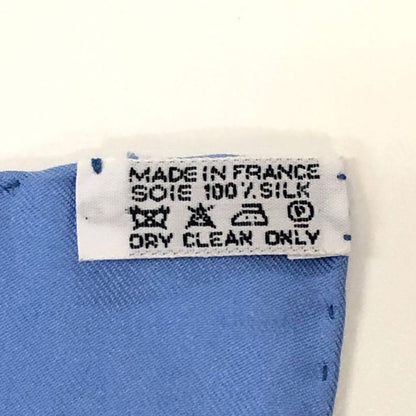 MADE IN FRANCE
SOIE 100% SILK
P
DRY CLEAN ONLY